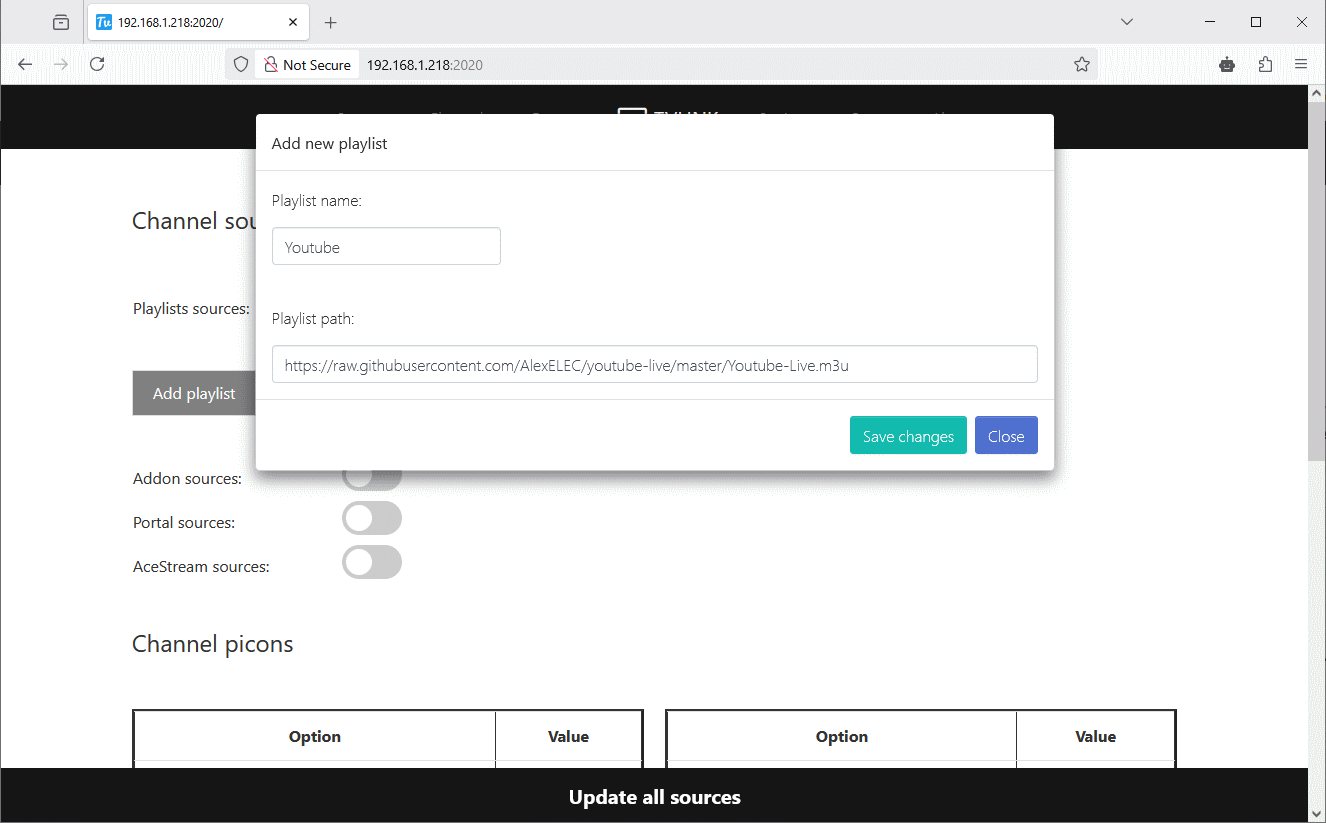 192.168.1.218:2020/
Not Secure
192.168.1.218:2020
Add new playlist
Playlist name:
Youtube
Playlist path:
https://raw.githubusercontent.com/AlexELEC/youtube-live/master/Youtube-Live.m3u
Save changes
Close
Channel
Playlists sources:
Add playlist
Addon sources:
Portal sources:
AceStream sources:
Channel picons
Option Value Option Value
Update all sources